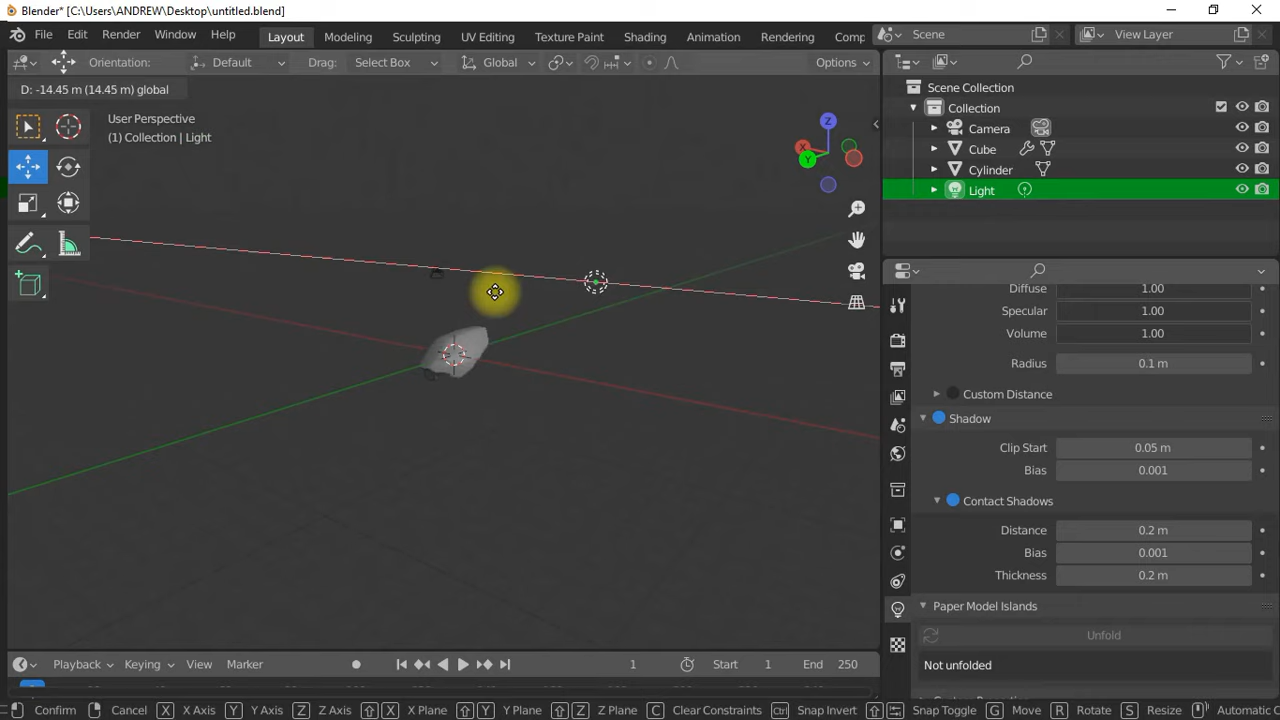 Blender* [C:\Users\ANDREW\Desktop\untitled.blend]
File Edit Render Window Help Layout Modeling Sculpting UV Editing Texture Paint Shading Animation Rendering Comp Scene View Layer
Orientation: Default Drag: Select Box Global Options
D: -14.45 m (14.45 m) global
User Perspective
(1) Collection | Light
Z
X
Y
Scene Collection
Collection
Camera
Cube
Cylinder
Light
Diffuse 1.00
Specular 1.00
Volume 1.00
Radius 0.1 m
Custom Distance
Shadow
Clip Start 0.05 m
Bias 0.001
Contact Shadows
Distance 0.2 m
Bias 0.001
Thickness 0.2 m
Paper Model Islands
Unfold
Not unfolded
Playback Keying View Marker 1 Start 1 End 250
Confirm Cancel X X Axis Y Y Axis Z Z Axis X X Plane Y Y Plane Z Z Plane C Clear Constraints Ctrl Snap Invert Snap Toggle G Move R Rotate S Resize Automatic C